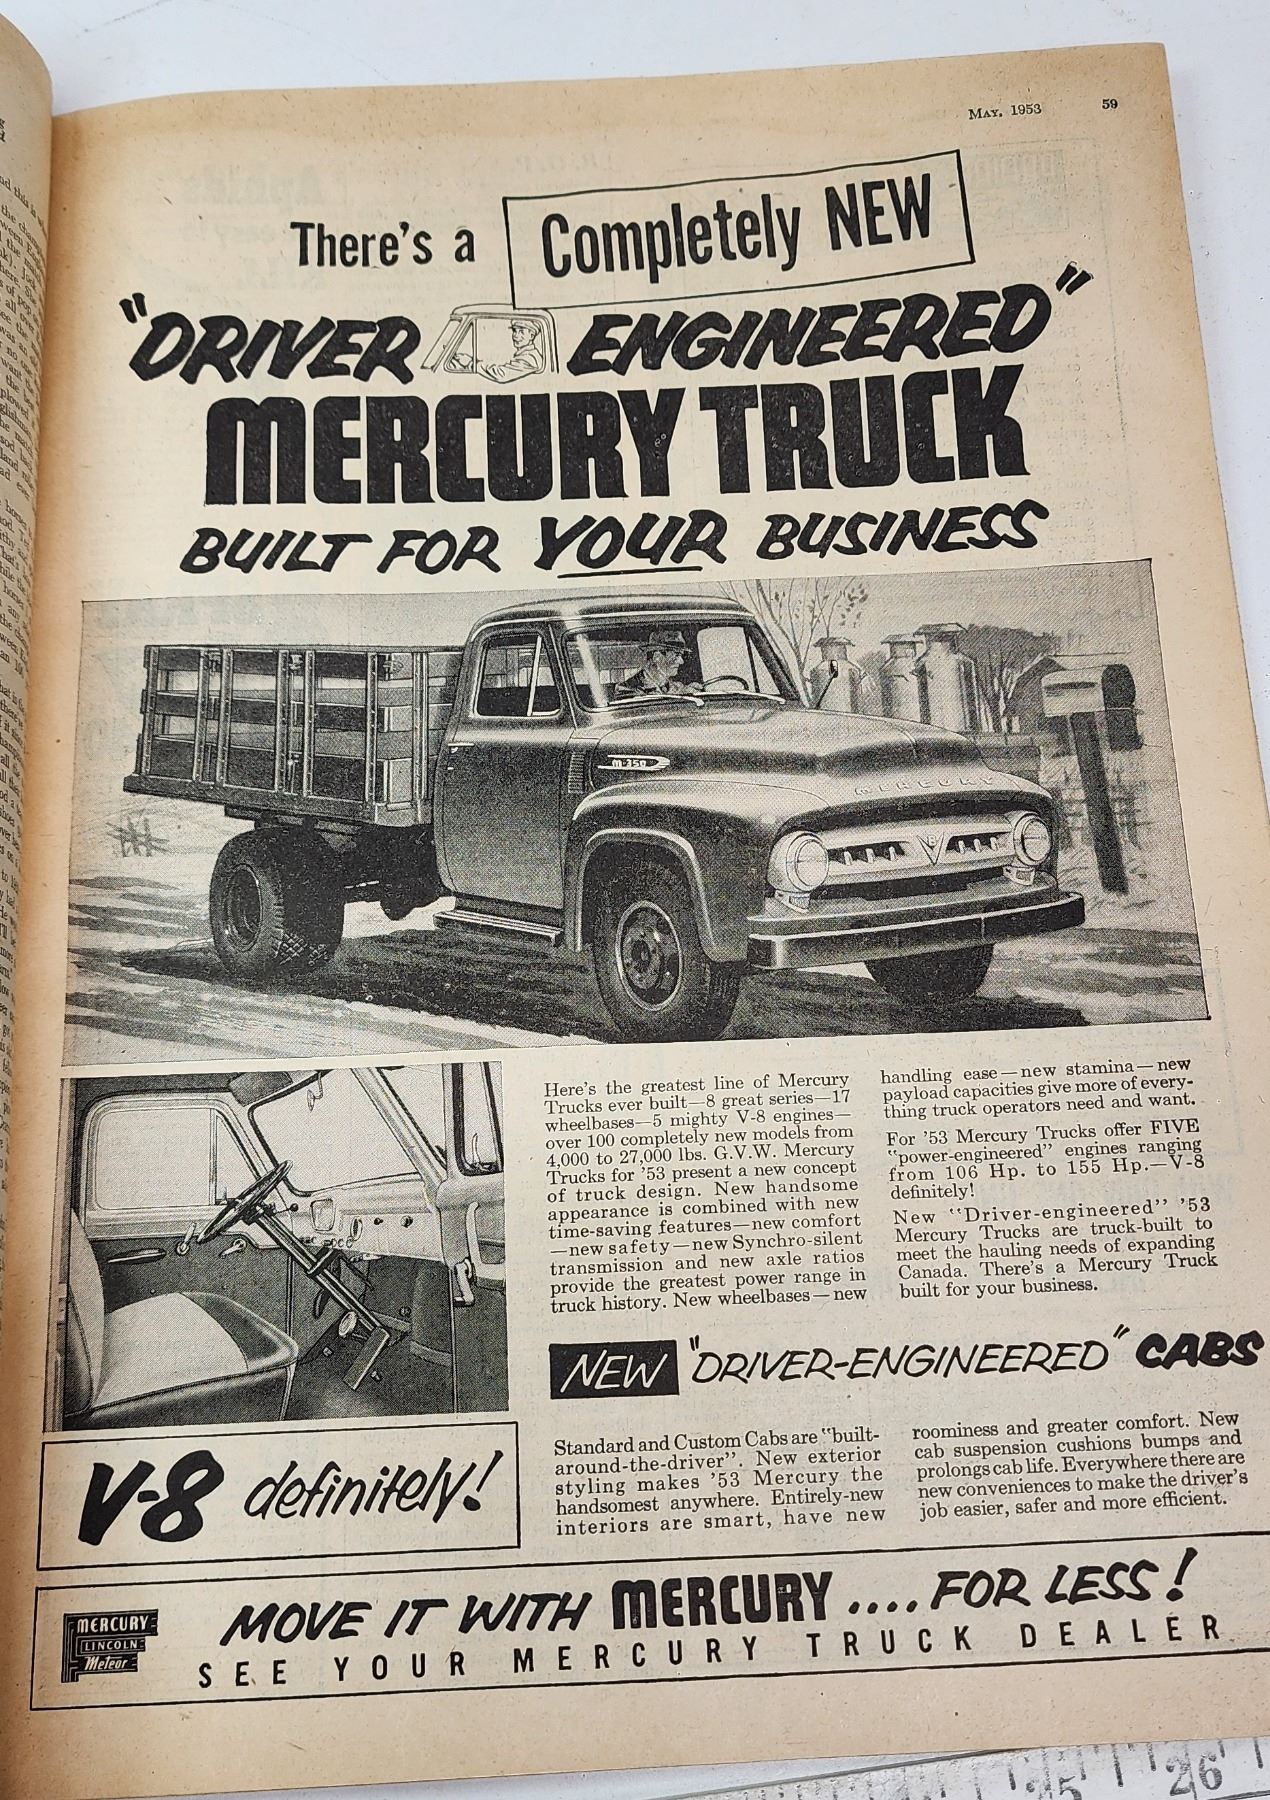 MAY, 1953 59
There's a Completely NEW
"DRIVER ENGINEERED"
MERCURY TRUCK
BUILT FOR YOUR BUSINESS
M-350
MERCURY
V8
Here's the greatest line of Mercury
Trucks ever built—8 great series—17
wheelbases—5 mighty V-8 engines—
over 100 completely new models from
4,000 to 27,000 lbs. G.V.W. Mercury
Trucks for '53 present a new concept
of truck design. New handsome
appearance is combined with new
time-saving features—new comfort
—new safety—new Synchro-silent
transmission and new axle ratios
provide the greatest power range in
truck history. New wheelbases—new
handling ease—new stamina—new
payload capacities give more of every-
thing truck operators need and want.
For '53 Mercury Trucks offer FIVE
"power-engineered" engines ranging
from 106 Hp. to 155 Hp.—V-8
definitely!
New "Driver-engineered" '53
Mercury Trucks are truck-built to
meet the hauling needs of expanding
Canada. There's a Mercury Truck
built for your business.
NEW "DRIVER-ENGINEERED" CABS
Standard and Custom Cabs are "built-
around-the-driver". New exterior
styling makes '53 Mercury the
handsomest anywhere. Entirely-new
interiors are smart, have new
roominess and greater comfort. New
cab suspension cushions bumps and
prolongs cab life. Everywhere there are
new conveniences to make the driver's
job easier, safer and more efficient.
V-8 definitely!
MOVE IT WITH MERCURY....FOR LESS!
SEE YOUR MERCURY TRUCK DEALER
MERCURY
LINCOLN
Meteor
26